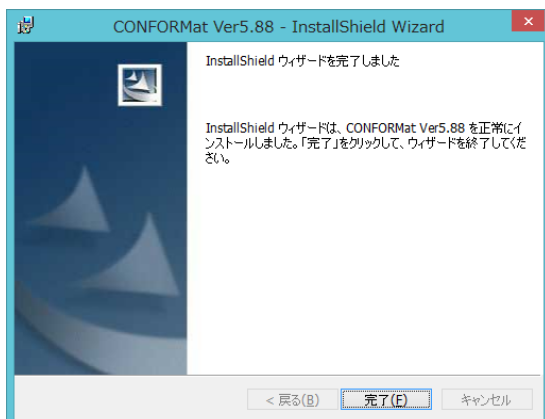 CONFORMat Ver5.88 - InstallShield Wizard
InstallShield ウィザードを完了しました
InstallShield ウィザードは、CONFORMat Ver5.88 を正常にイ
ンストールしました。「完了」をクリックして、ウィザードを終了してくだ
さい。
< 戻る(B) 完了(F) キャンセル